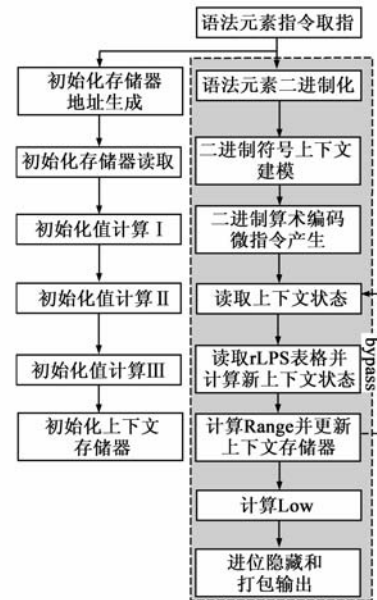 语法元素指令取指
初始化存储器
地址生成
初始化存储器读取
初始化值计算Ⅰ
初始化值计算Ⅱ
初始化值计算Ⅲ
初始化上下文
存储器
语法元素二进制化
二进制符号上下文
建模
二进制算术编码
微指令产生
读取上下文状态
读取rLPS表格并
计算新上下文状态
计算Range并更新
上下文存储器
计算Low
进位隐藏和
打包输出
bypass